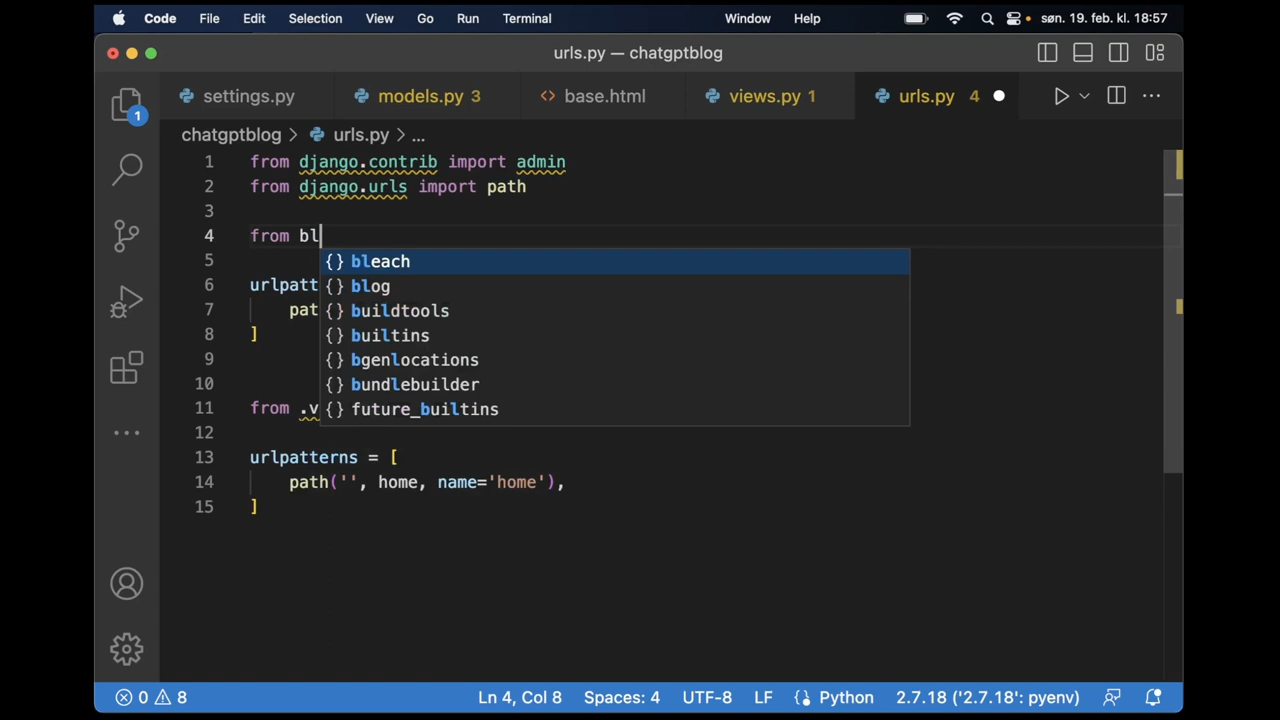 Code File Edit Selection View Go Run Terminal Window Help søn. 19. feb. kl. 18:57
urls.py — chatgptblog
settings.py models.py 3 base.html views.py 1 urls.py 4
1
chatgptblog > urls.py > ...
1 from django.contrib import admin
2 from django.urls import path
3
4 from bl
5 {} bleach
{} blog
6 urlpatt
7 pat {} buildtools
8 ] {} builtins
9 {} bgenlocations
10 {} bundlebuilder
11 from .v {} future_builtins
12
13 urlpatterns = [
14 path('', home, name='home'),
15 ]
0 8 Ln 4, Col 8 Spaces: 4 UTF-8 LF {} Python 2.7.18 ('2.7.18': pyenv)